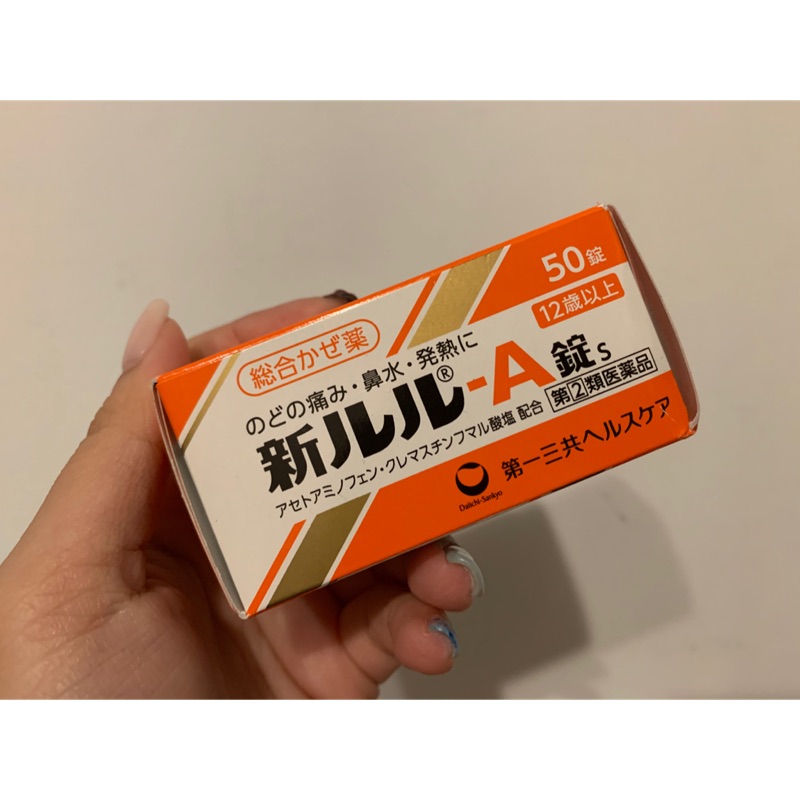 50錠
12歳以上
総合かぜ薬
のどの痛み・鼻水・発熱に
新ルル®-A錠s
第②類医薬品
アセトアミノフェン・クレマスチンフマル酸塩 配合
Daiichi-Sankyo
第一三共ヘルスケア